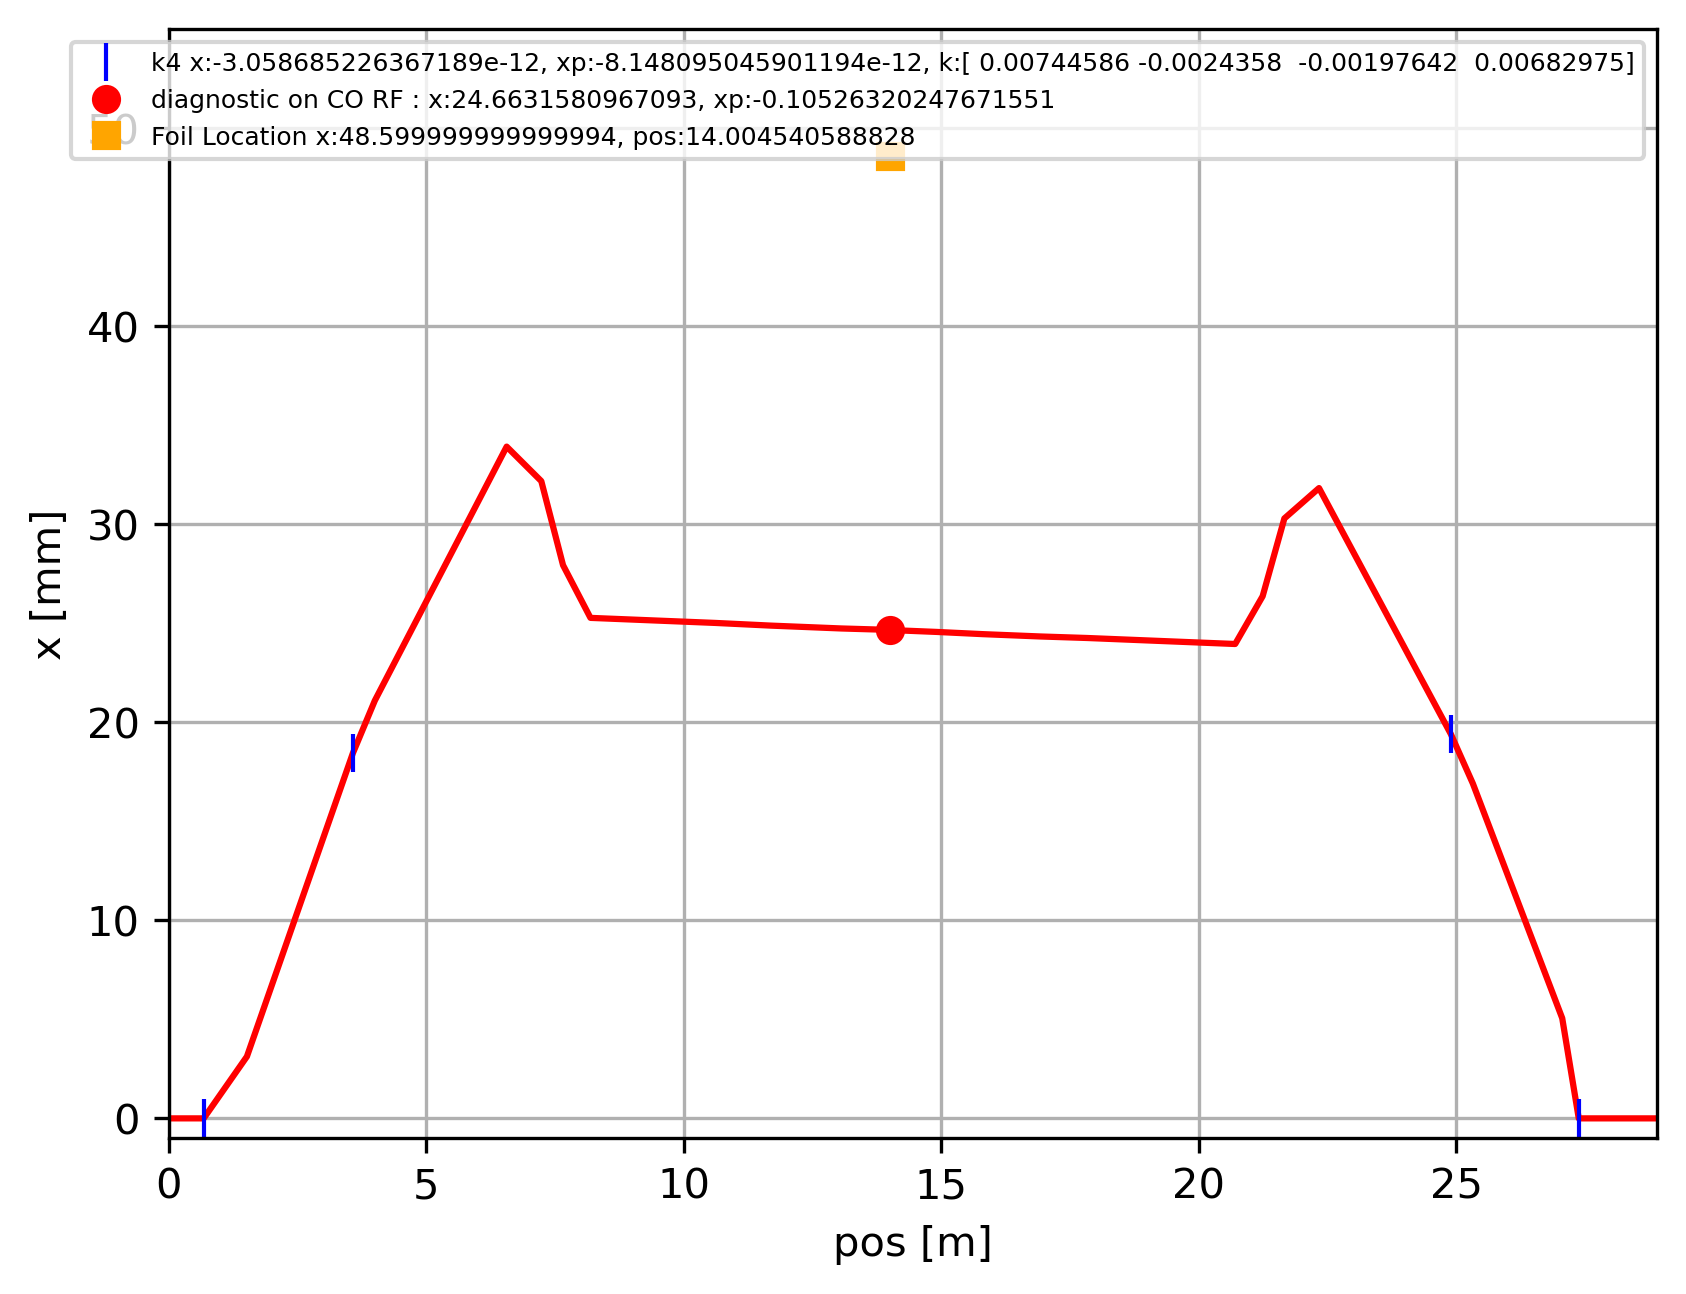 k4 x:-3.058685226367189e-12, xp:-8.148095045901194e-12, k:[ 0.00744586 -0.0024358  -0.00197642  0.00682975]
diagnostic on CO RF : x:24.6631580967093, xp:-0.10526320247671551
50
Foil Location x:48.599999999999994, pos:14.004540588828
40
30
20
10
0
x [mm]
0 5 10 15 20 25
pos [m]